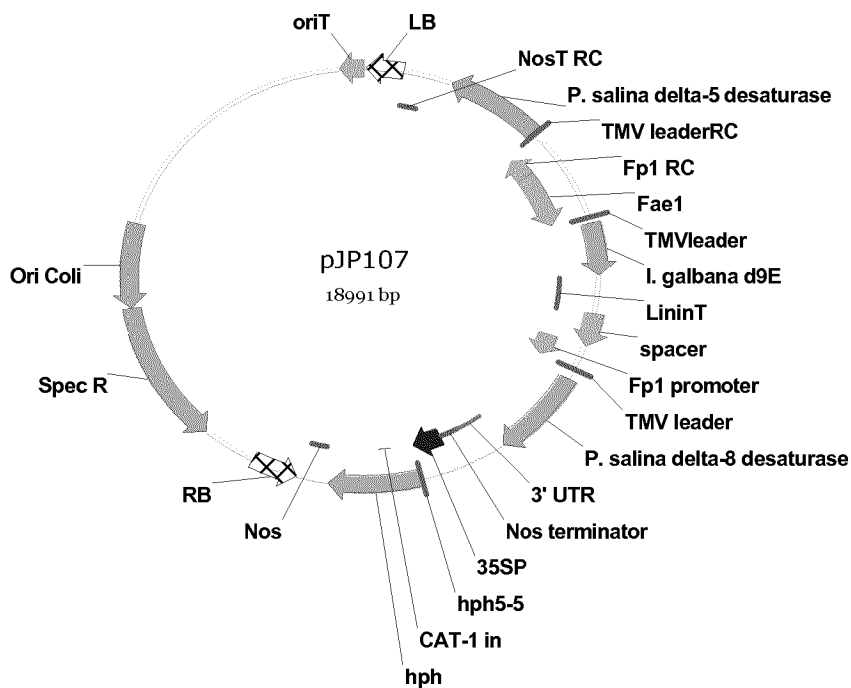 oriT
LB
NosT RC
P. salina delta-5 desaturase
TMV leaderRC
Fp1 RC
Fae1
TMVleader
I. galbana d9E
LininT
spacer
Fp1 promoter
TMV leader
P. salina delta-8 desaturase
3' UTR
Nos terminator
35SP
hph5-5
CAT-1 in
hph
Nos
RB
Spec R
Ori Coli
pJP107
18991 bp